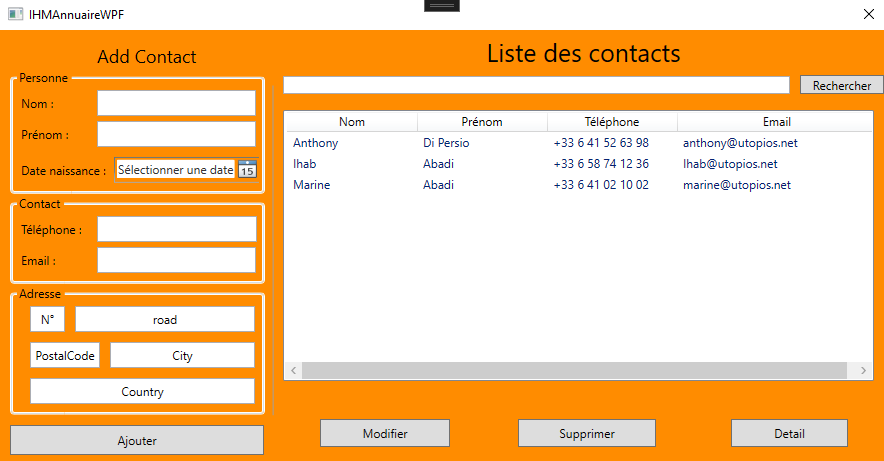 IHMAnnuaireWPF
Add Contact
Personne
Nom :
Prénom :
Date naissance : Sélectionner une date 15
Contact
Téléphone :
Email :
Adresse
N° road
PostalCode City
Country
Ajouter
Liste des contacts
Rechercher
Nom Prénom Téléphone Email
Anthony Di Persio +33 6 41 52 63 98 anthony@utopios.net
Ihab Abadi +33 6 58 74 12 36 Ihab@utopios.net
Marine Abadi +33 6 41 02 10 02 marine@utopios.net
Modifier Supprimer Detail